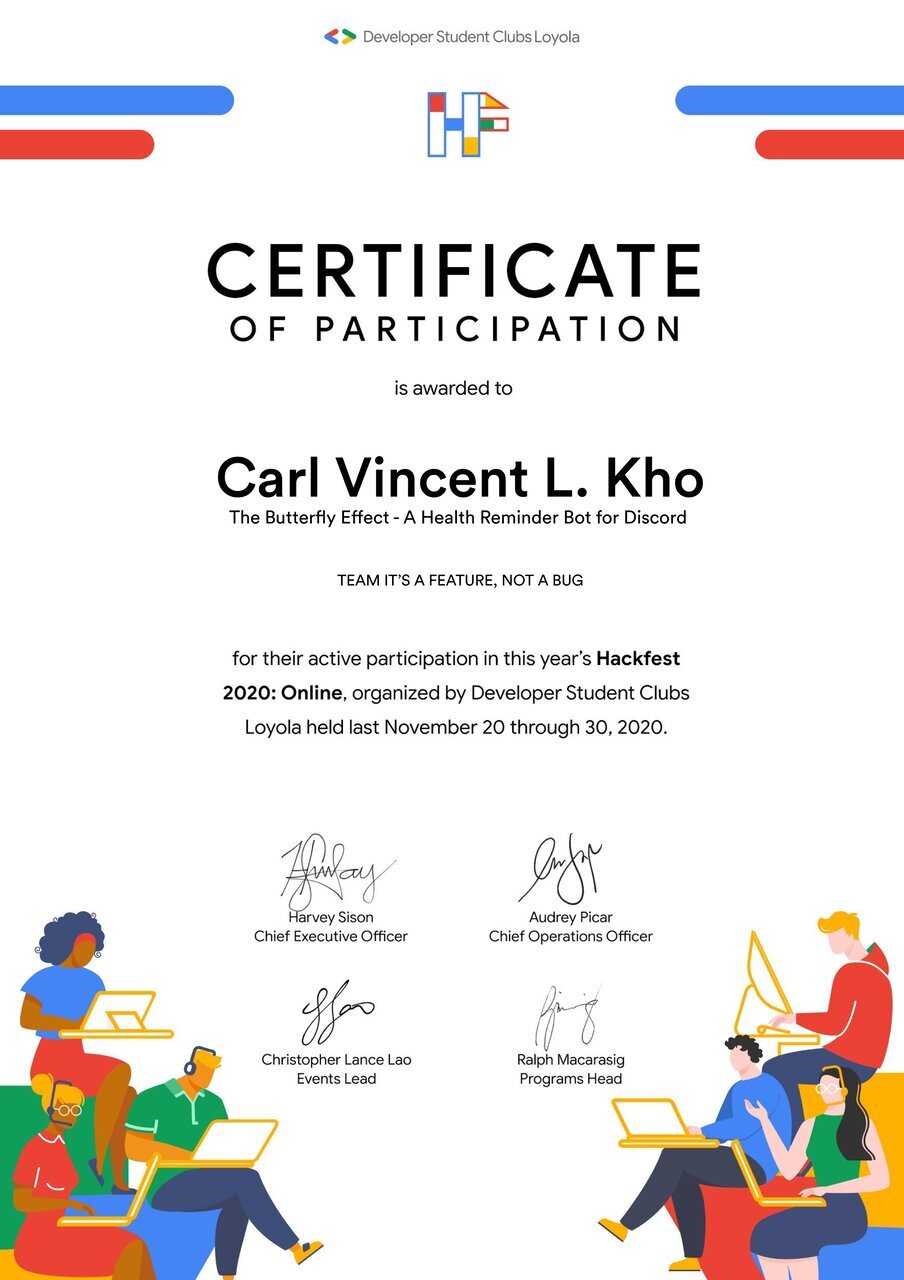 Developer Student Clubs Loyola
HF
CERTIFICATE
OF PARTICIPATION
is awarded to
Carl Vincent L. Kho
The Butterfly Effect - A Health Reminder Bot for Discord
TEAM IT'S A FEATURE, NOT A BUG
for their active participation in this year's Hackfest
2020: Online, organized by Developer Student Clubs
Loyola held last November 20 through 30, 2020.
Harvey Sison
Chief Executive Officer
Audrey Picar
Chief Operations Officer
Christopher Lance Lao
Events Lead
Ralph Macarasig
Programs Head